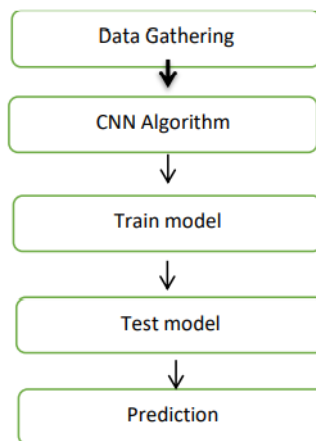 Data Gathering
CNN Algorithm
Train model
Test model
Prediction